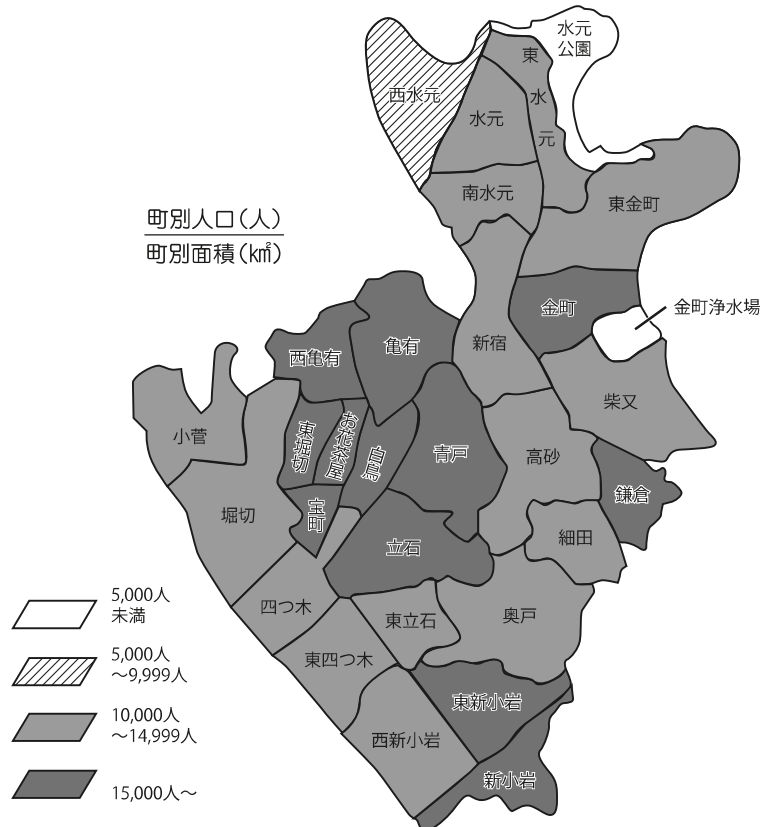 水元
公園
東水元
西水元
水元
南水元
東金町
町別人口(人)
町別面積(km²)
金町
金町浄水場
新宿
亀有
西亀有
柴又
小菅
東堀切
お花茶屋
白鳥
青戸
高砂
鎌倉
堀切
宝町
細田
立石
四つ木
東立石
奥戸
東四つ木
東新小岩
西新小岩
新小岩
5,000人
未満
5,000人
〜9,999人
10,000人
〜14,999人
15,000人〜